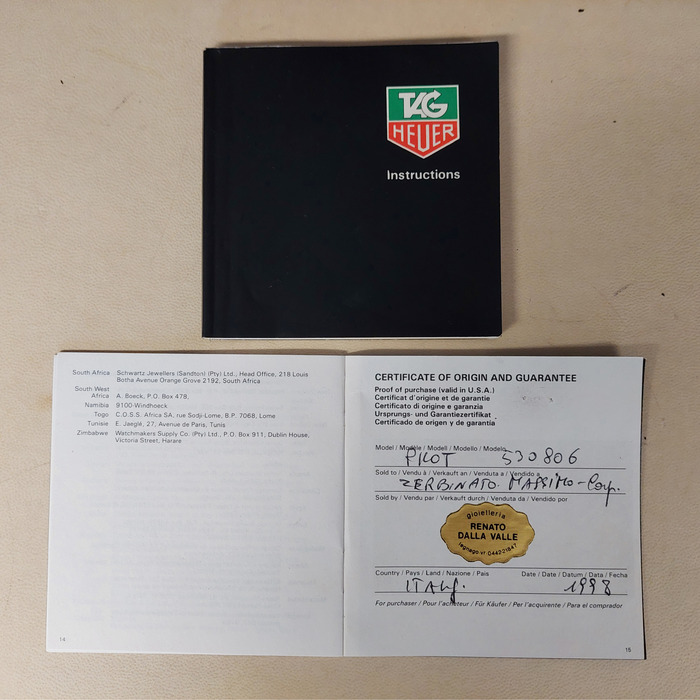 TAG
HEUER
Instructions
South Africa Schwartz Jewellers (Sandton) (Pty) Ltd., Head Office, 218 Louis
Botha Avenue Orange Grove 2192, South Africa
South West
Africa A. Boeck, P.O. Box 478,
Namibia 9100-Windhoeck
Togo C.O.S.S. Africa SA. rue Sodji-Lome, B.P. 7068, Lome
Tunisie E. Jaeglé, 27, Avenue de Paris, Tunis
Zimbabwe Watchmakers Supply Co. (Pty) Ltd., P.O. Box 911, Dublin House,
Victoria Street, Harare
14
CERTIFICATE OF ORIGIN AND GUARANTEE
Proof of purchase (valid in U.S.A.)
Certificat d'origine et de garantie
Certificato di origine e garanzia
Ursprungs- und Garantiezertifikat
Certificado de origen y de garantía
Model / Modèle / Modell / Modello / Modelo
PILOT 530806
Sold to / Vendu à / Verkauft an / Venduta a / Vendido a
ZERBINATO MASSIMO-
Sold by / Vendu par / Verkauft durch / Venduta da / Vendido por
gioielleria
RENATO
DALLA VALLE
legnago-vr 0442-21847
Country / Pays / Land / Nazione / Pais Date / Date / Datum / Data / Fecha
ITALY. 1998
For purchaser / Pour l'acheteur / Für Käufer / Per l'acquirente / Para el comprador
15